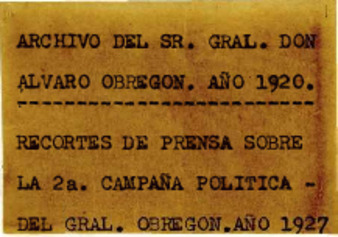 ARCHIVO DEL SR. GRAL. DON
ALVARO OBREGON. AÑO 1920.
------------------------------
RECORTES DE PRENSA SOBRE
LA 2a. CAMPAÑA POLITICA -
DEL GRAL. OBREGON.AÑO 1927